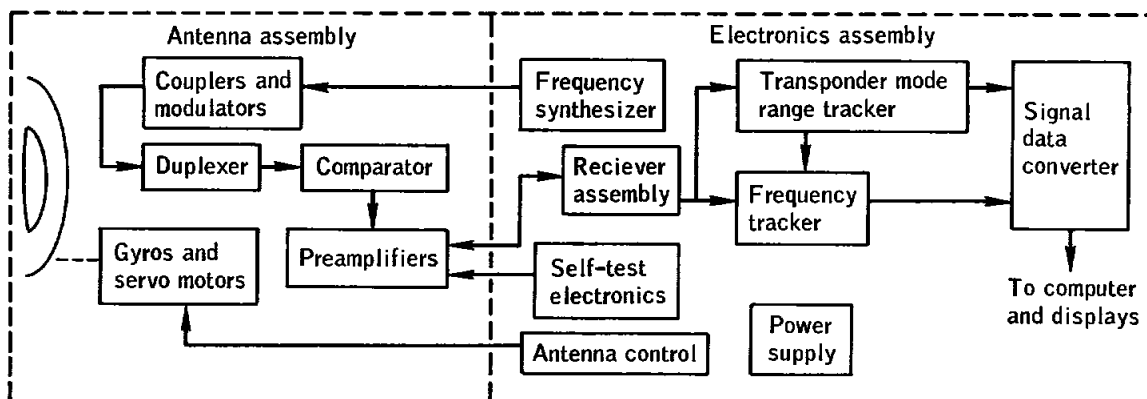 Antenna assembly
Couplers and
modulators
Duplexer
Comparator
Gyros and
servo motors
Preamplifiers
Electronics assembly
Frequency
synthesizer
Transponder mode
range tracker
Signal
data
converter
Reciever
assembly
Frequency
tracker
Self-test
electronics
Antenna control
Power
supply
To computer
and displays